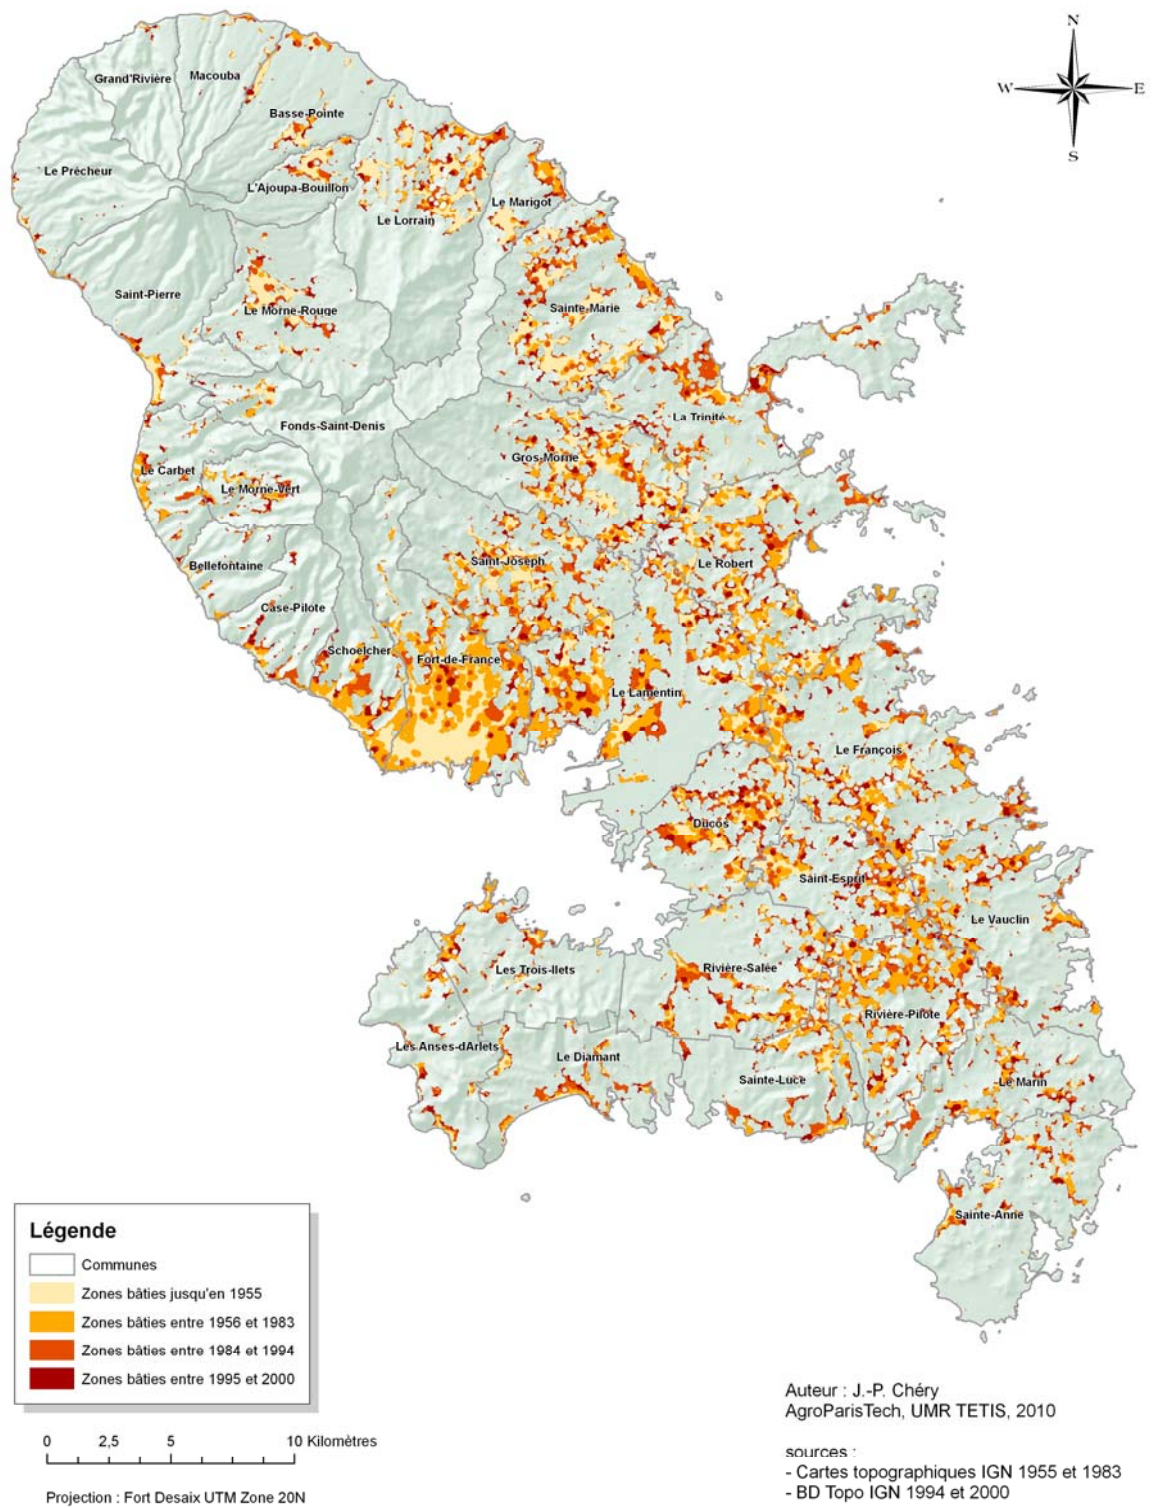 N
W
E
S
Grand'Rivière
Macouba
Basse-Pointe
Le Prêcheur
L'Ajoupa-Bouillon
Le Marigot
Le Lorrain
Saint-Pierre
Le Morne-Rouge
Sainte-Marie
La Trinité
Fonds-Saint-Denis
Gros-Morne
Le Carbet
Le Morne-Vert
Saint-Joseph
Le Robert
Bellefontaine
Case-Pilote
Schoelcher
Fort-de-France
Le Lamentin
Le François
Ducos
Saint-Esprit
Le Vauclin
Les Trois-Ilets
Rivière-Salée
Rivière-Pilote
Les Anses-dArlets
Le Diamant
Sainte-Luce
Le Marin
Sainte-Anne
Légende
Communes
Zones bâties jusqu'en 1955
Zones bâties entre 1956 et 1983
Zones bâties entre 1984 et 1994
Zones bâties entre 1995 et 2000
0 2,5 5 10 Kilomètres
Projection : Fort Desaix UTM Zone 20N
Auteur : J.-P. Chéry
AgroParisTech, UMR TETIS, 2010
sources :
- Cartes topographiques IGN 1955 et 1983
- BD Topo IGN 1994 et 2000